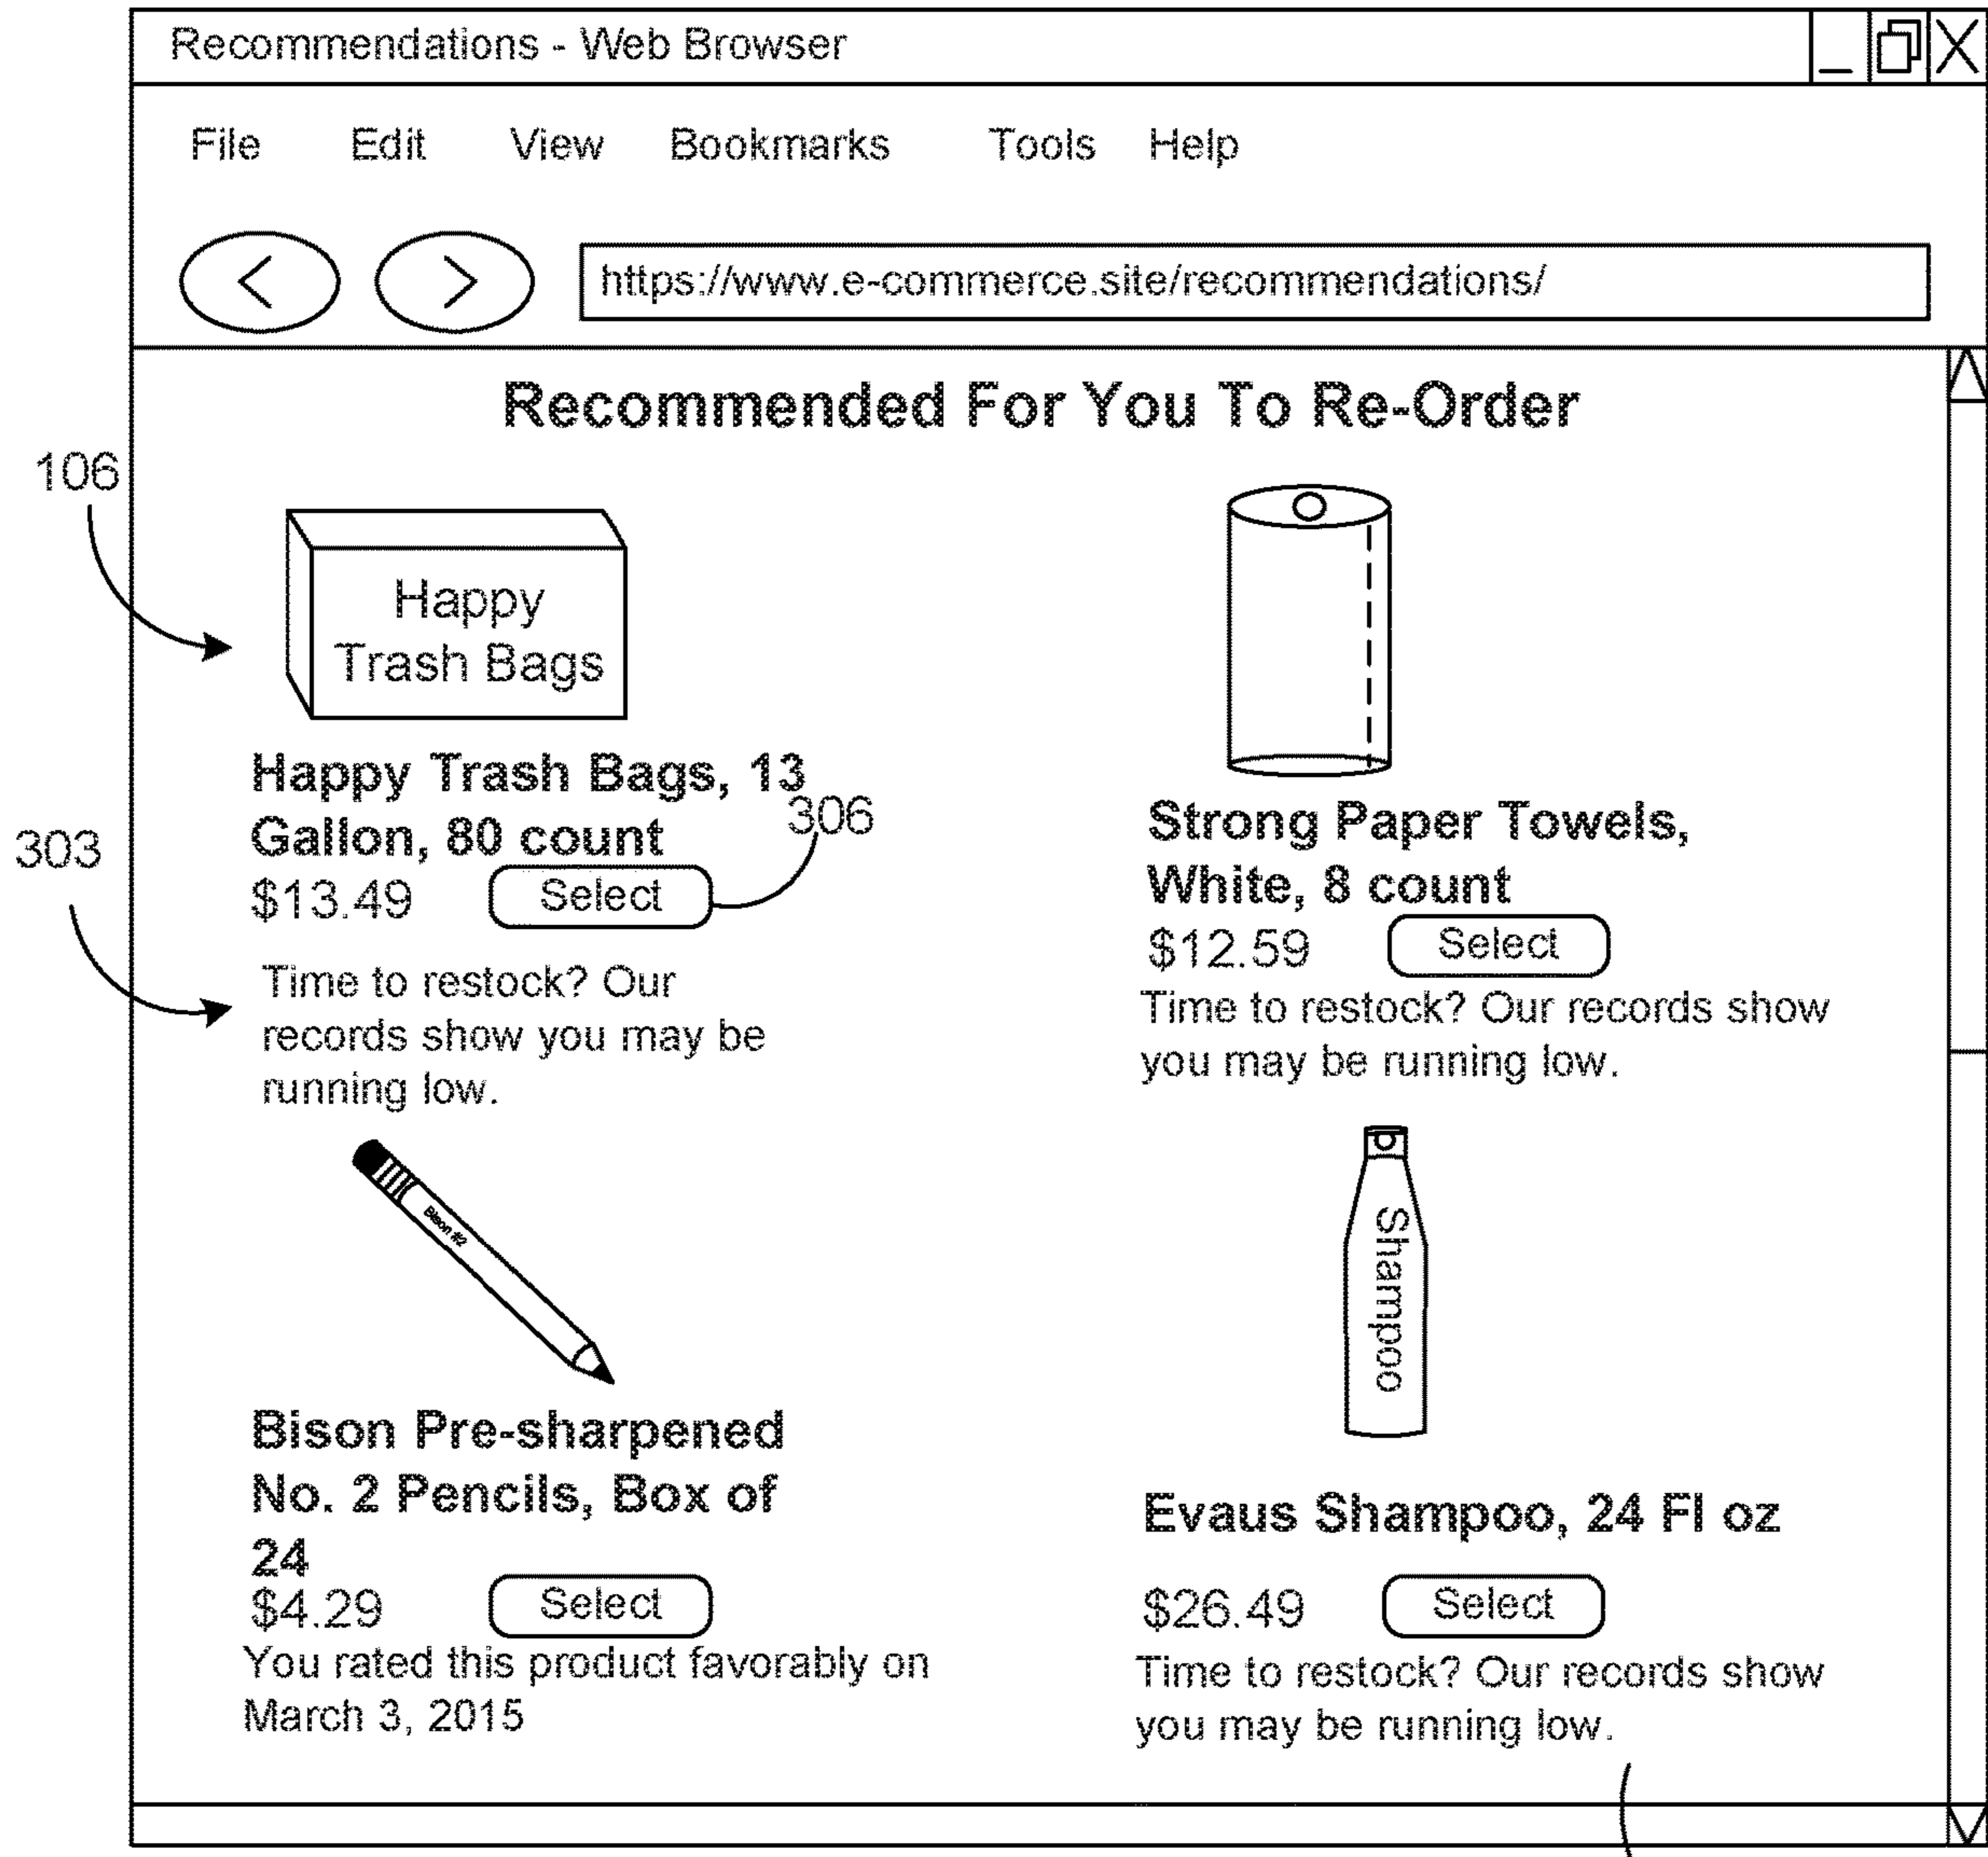 Recommendations - Web Browser
File Edit View Bookmarks Tools Help
https://www.e-commerce.site/recommendations/
Recommended For You To Re-Order
106
Happy
Trash Bags
Happy Trash Bags, 13
Gallon, 80 count
306
303
$13.49 Select
Time to restock? Our
records show you may be
running low.
Strong Paper Towels,
White, 8 count
$12.59 Select
Time to restock? Our records show
you may be running low.
Bison #2
Bison Pre-sharpened
No. 2 Pencils, Box of
24
$4.29 Select
You rated this product favorably on
March 3, 2015
Shampoo
Evaus Shampoo, 24 Fl oz
$26.49 Select
Time to restock? Our records show
you may be running low.